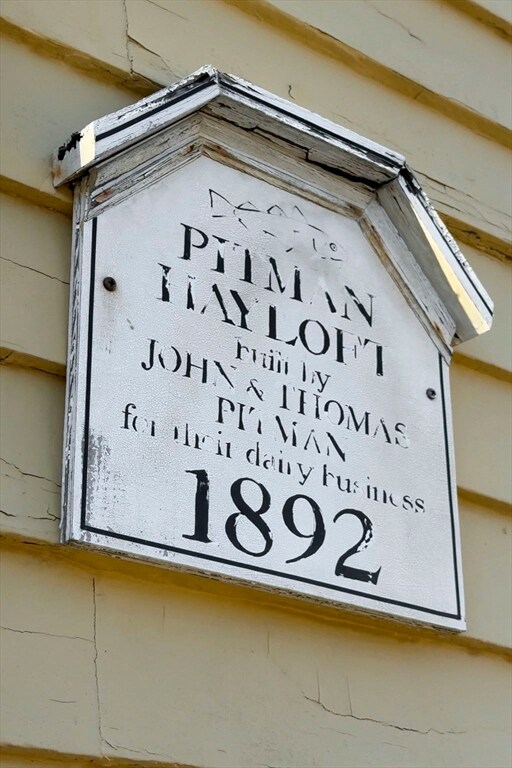 PITMAN
HAYLOFT
built by
JOHN & THOMAS
PITMAN
for their dairy business
1892